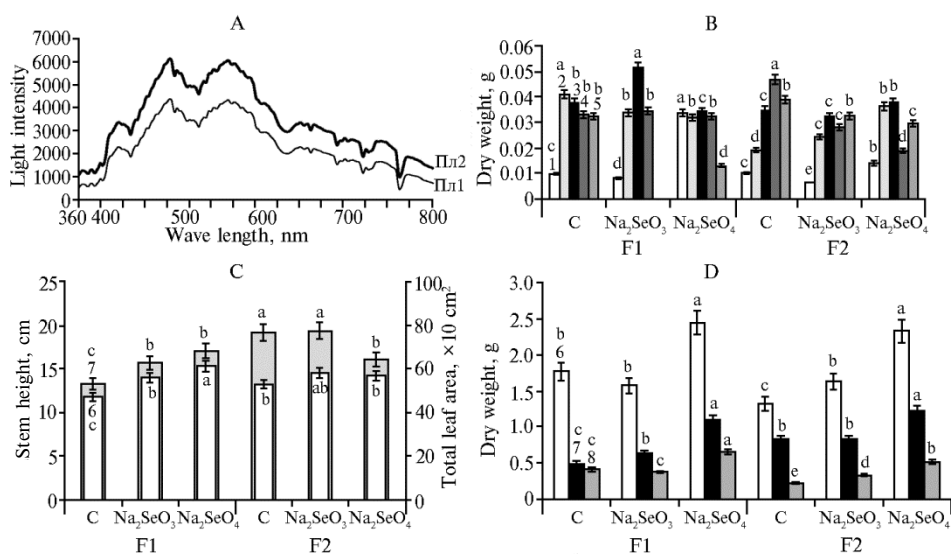 A
Light intensity
7000
6000
5000
4000
3000
2000
1000
0
Пл2
Пл1
360 400 500 600 700 800
Wave length, nm
B
Dry weight, g
0.06
0.05
0.04
0.03
0.02
0.01
0
c 1
a 2
b 3
b 4
b 5
d b a b
a b b b c
c d c a b
e d c c b
b a a d c
C Na₂SeO₃ Na₂SeO₄ C Na₂SeO₃ Na₂SeO₄
F1 F2
C
Stem height, cm
25
20
15
10
5
0
Total leaf area, ×10 cm²
100
80
60
40
20
0
c b b a a b
7
6
c b a b ab b
C Na₂SeO₃ Na₂SeO₄ C Na₂SeO₃ Na₂SeO₄
F1 F2
D
Dry weight, g
3.0
2.5
2.0
1.5
1.0
0.5
0
b 6
c 7
c 8
b b c
a a a
c b e
b b d
a a b
C Na₂SeO₃ Na₂SeO₄ C Na₂SeO₃ Na₂SeO₄
F1 F2